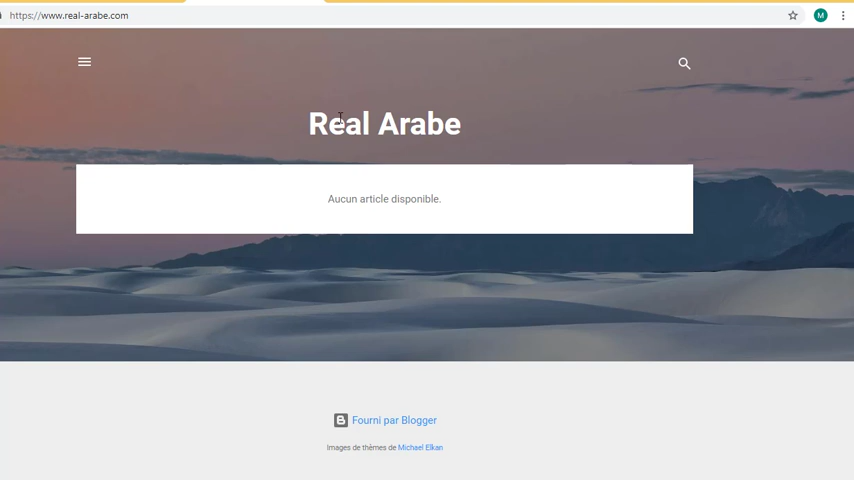 https://www.real-arabe.com
M
Real Arabe
Aucun article disponible.
Fourni par Blogger
Images de thèmes de Michael Elkan